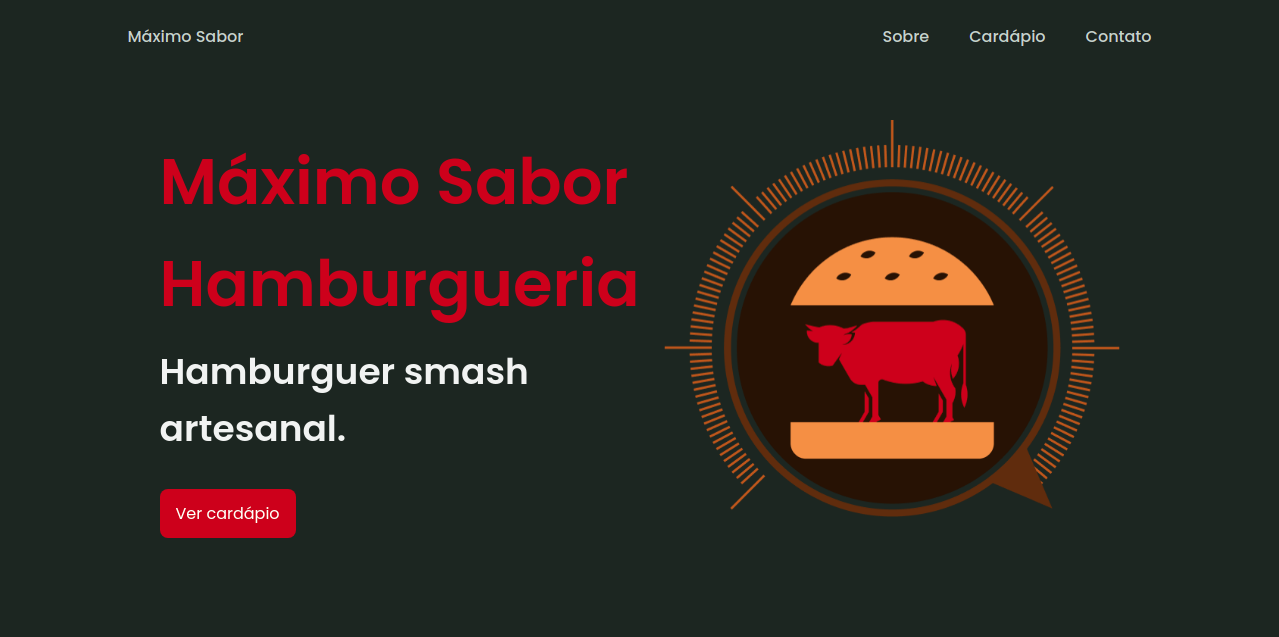 Máximo Sabor
Sobre
Cardápio
Contato
Máximo Sabor
Hamburgueria
Hamburguer smash
artesanal.
Ver cardápio